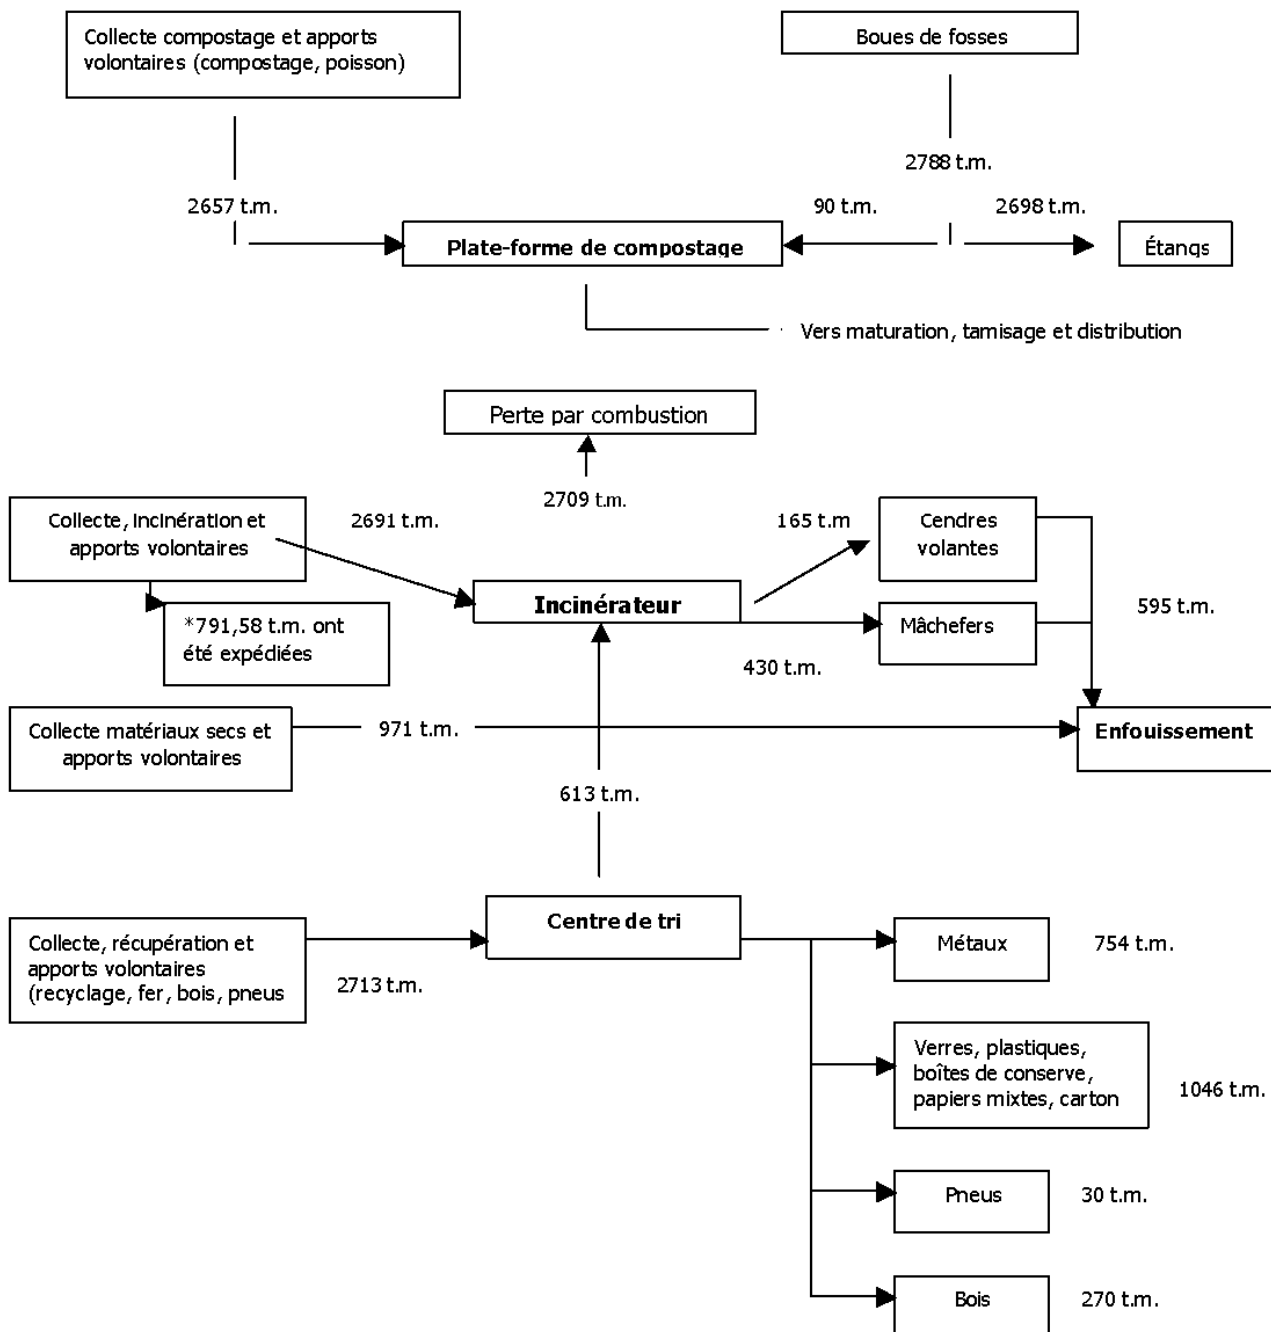 Collecte compostage et apports
volontaires (compostage, poisson)
Boues de fosses
2788 t.m.
2657 t.m.
90 t.m.
2698 t.m.
Plate-forme de compostage
Étangs
Vers maturation, tamisage et distribution
Perte par combustion
2709 t.m.
Collecte, incinération et
apports volontaires
2691 t.m.
165 t.m
Cendres
volantes
Incinérateur
*791,58 t.m. ont
été expédiées
Mâchefers
595 t.m.
430 t.m.
Collecte matériaux secs et
apports volontaires
971 t.m.
Enfouissement
613 t.m.
Centre de tri
Collecte, récupération et
apports volontaires
(recyclage, fer, bois, pneus
2713 t.m.
Métaux
754 t.m.
Verres, plastiques,
boîtes de conserve,
papiers mixtes, carton
1046 t.m.
Pneus
30 t.m.
Bois
270 t.m.